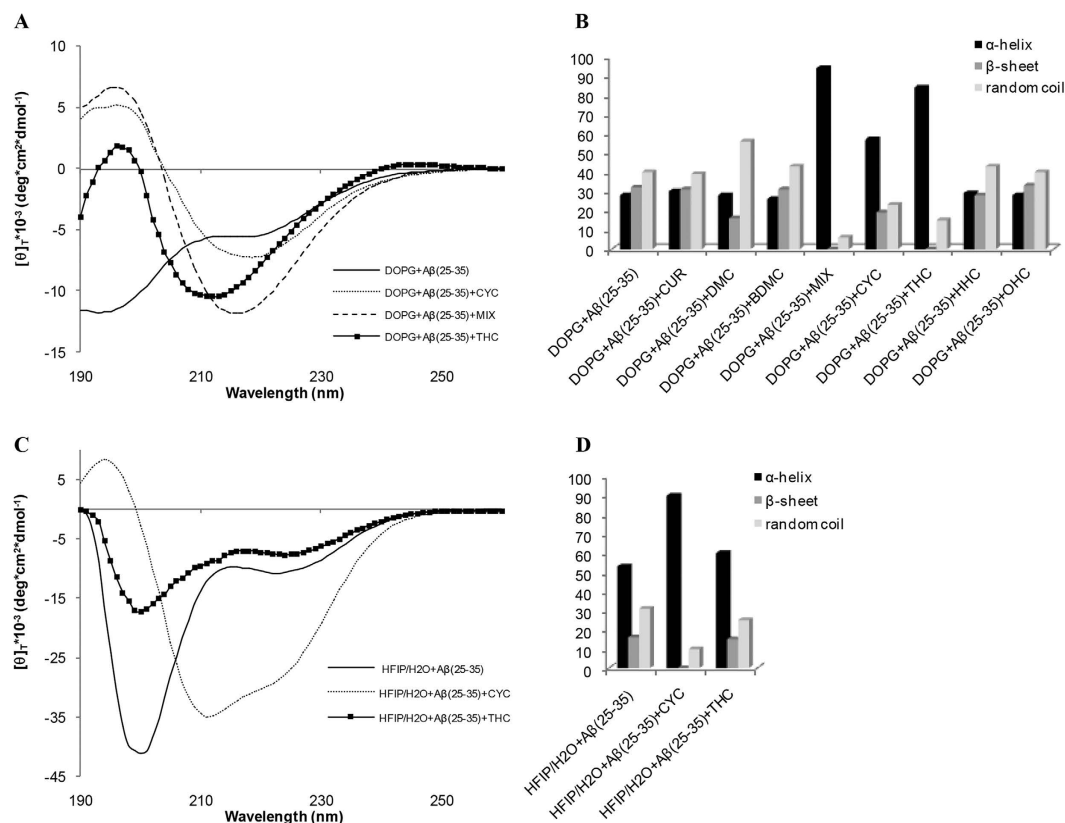 A
10
5
0
-5
-10
-15
190
210
230
250
[θ]T*10-3 (deg*cm2*dmol-1)
Wavelength (nm)
DOPG+Aβ(25-35)
DOPG+Aβ(25-35)+CYC
DOPG+Aβ(25-35)+MIX
DOPG+Aβ(25-35)+THC
B
α-helix
β-sheet
random coil
100
90
80
70
60
50
40
30
20
10
0
DOPG+Aβ(25-35)
DOPG+Aβ(25-35)+CUR
DOPG+Aβ(25-35)+DMC
DOPG+Aβ(25-35)+BDMC
DOPG+Aβ(25-35)+MIX
DOPG+Aβ(25-35)+CYC
DOPG+Aβ(25-35)+THC
DOPG+Aβ(25-35)+HHC
DOPG+Aβ(25-35)+OHC
C
5
-5
-15
-25
-35
-45
190
210
230
250
[θ]T*10-3 (deg*cm2*dmol-1)
Wavelength (nm)
HFIP/H2O+Aβ(25-35)
HFIP/H2O+Aβ(25-35)+CYC
HFIP/H2O+Aβ(25-35)+THC
D
α-helix
β-sheet
random coil
100
90
80
70
60
50
40
30
20
10
0
HFIP/H2O+Aβ(25-35)
HFIP/H2O+Aβ(25-35)+CYC
HFIP/H2O+Aβ(25-35)+THC